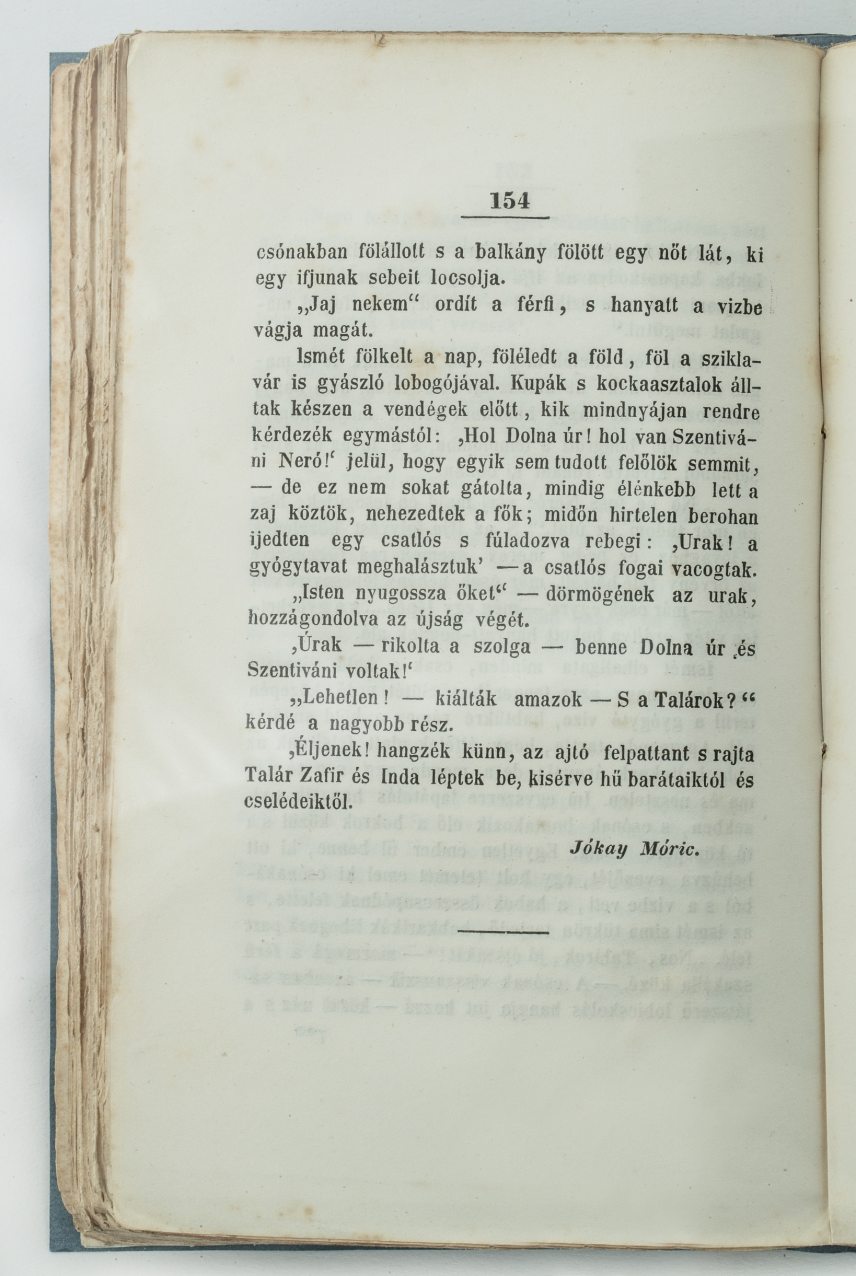 154
csónakban fölállott s a balkány fölött egy nőt lát, ki
egy ifjunak sebeit locsolja.
„Jaj nekem“ ordít a férfi, s hanyatt a vizbe
vágja magát.
Ismét fölkelt a nap, föléledt a föld, föl a szikla-
vár is gyászló lobogójával. Kupák s kockaasztalok áll-
tak készen a vendégek előtt, kik mindnyájan rendre
kérdezék egymástól: ‚Hol Dolna úr! hol van Szentivá-
ni Neró!‘ jelül, hogy egyik sem tudott felőlök semmit,
— de ez nem sokat gátolta, mindig élénkebb lett a
zaj köztök, nehezedtek a fők; midőn hirtelen berohan
ijedten egy csatlós s fúladozva rebegi: ‚Urak! a
gyógytavat meghalásztuk’ — a csatlós fogai vacogtak.
„Isten nyugossza őket“ — dörmögének az urak,
hozzágondolva az újság végét.
‚Úrak — rikolta a szolga — benne Dolna úr és
Szentiváni voltak!‘
„Lehetlen! — kiálták amazok — S a Talárok?“
kérdé a nagyobb rész.
‚Éljenek! hangzék künn, az ajtó felpattant s rajta
Talár Zafir és Inda léptek be, kisérve hű barátaiktól és
cselédeiktől.
Jókay Móric.